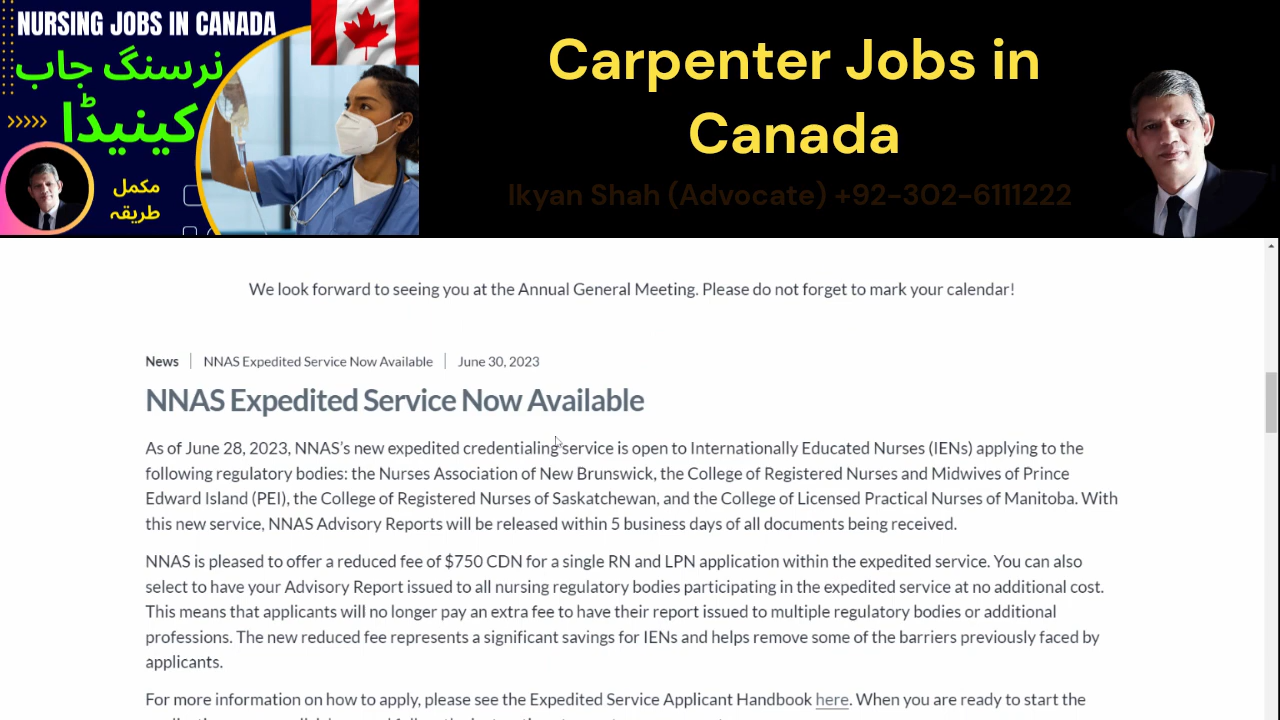 NURSING JOBS IN CANADA
نرسنگ جاب
کینیڈا
مکمل
طریقہ
Carpenter Jobs in
Canada
Ikyan Shah (Advocate) +92-302-6111222
We look forward to seeing you at the Annual General Meeting. Please do not forget to mark your calendar!
News | NNAS Expedited Service Now Available | June 30, 2023
NNAS Expedited Service Now Available
As of June 28, 2023, NNAS’s new expedited credentialing service is open to Internationally Educated Nurses (IENs) applying to the
following regulatory bodies: the Nurses Association of New Brunswick, the College of Registered Nurses and Midwives of Prince
Edward Island (PEI), the College of Registered Nurses of Saskatchewan, and the College of Licensed Practical Nurses of Manitoba. With
this new service, NNAS Advisory Reports will be released within 5 business days of all documents being received.
NNAS is pleased to offer a reduced fee of $750 CDN for a single RN and LPN application within the expedited service. You can also
select to have your Advisory Report issued to all nursing regulatory bodies participating in the expedited service at no additional cost.
This means that applicants will no longer pay an extra fee to have their report issued to multiple regulatory bodies or additional
professions. The new reduced fee represents a significant savings for IENs and helps remove some of the barriers previously faced by
applicants.
For more information on how to apply, please see the Expedited Service Applicant Handbook here. When you are ready to start the